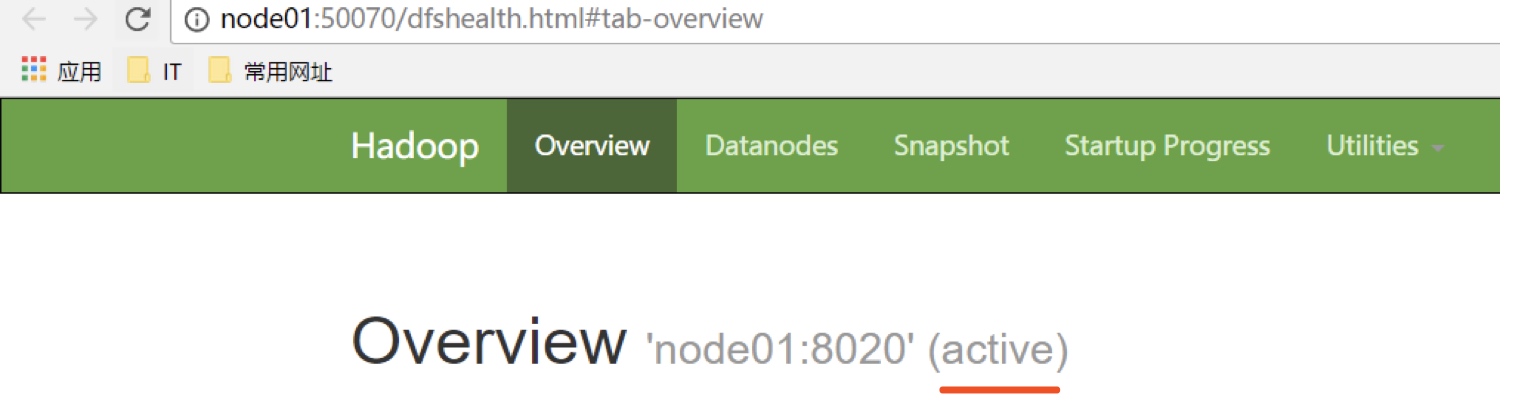 node01:50070/dfshealth.html#tab-overview
应用 IT 常用网址
Hadoop Overview Datanodes Snapshot Startup Progress Utilities
Overview 'node01:8020' (active)